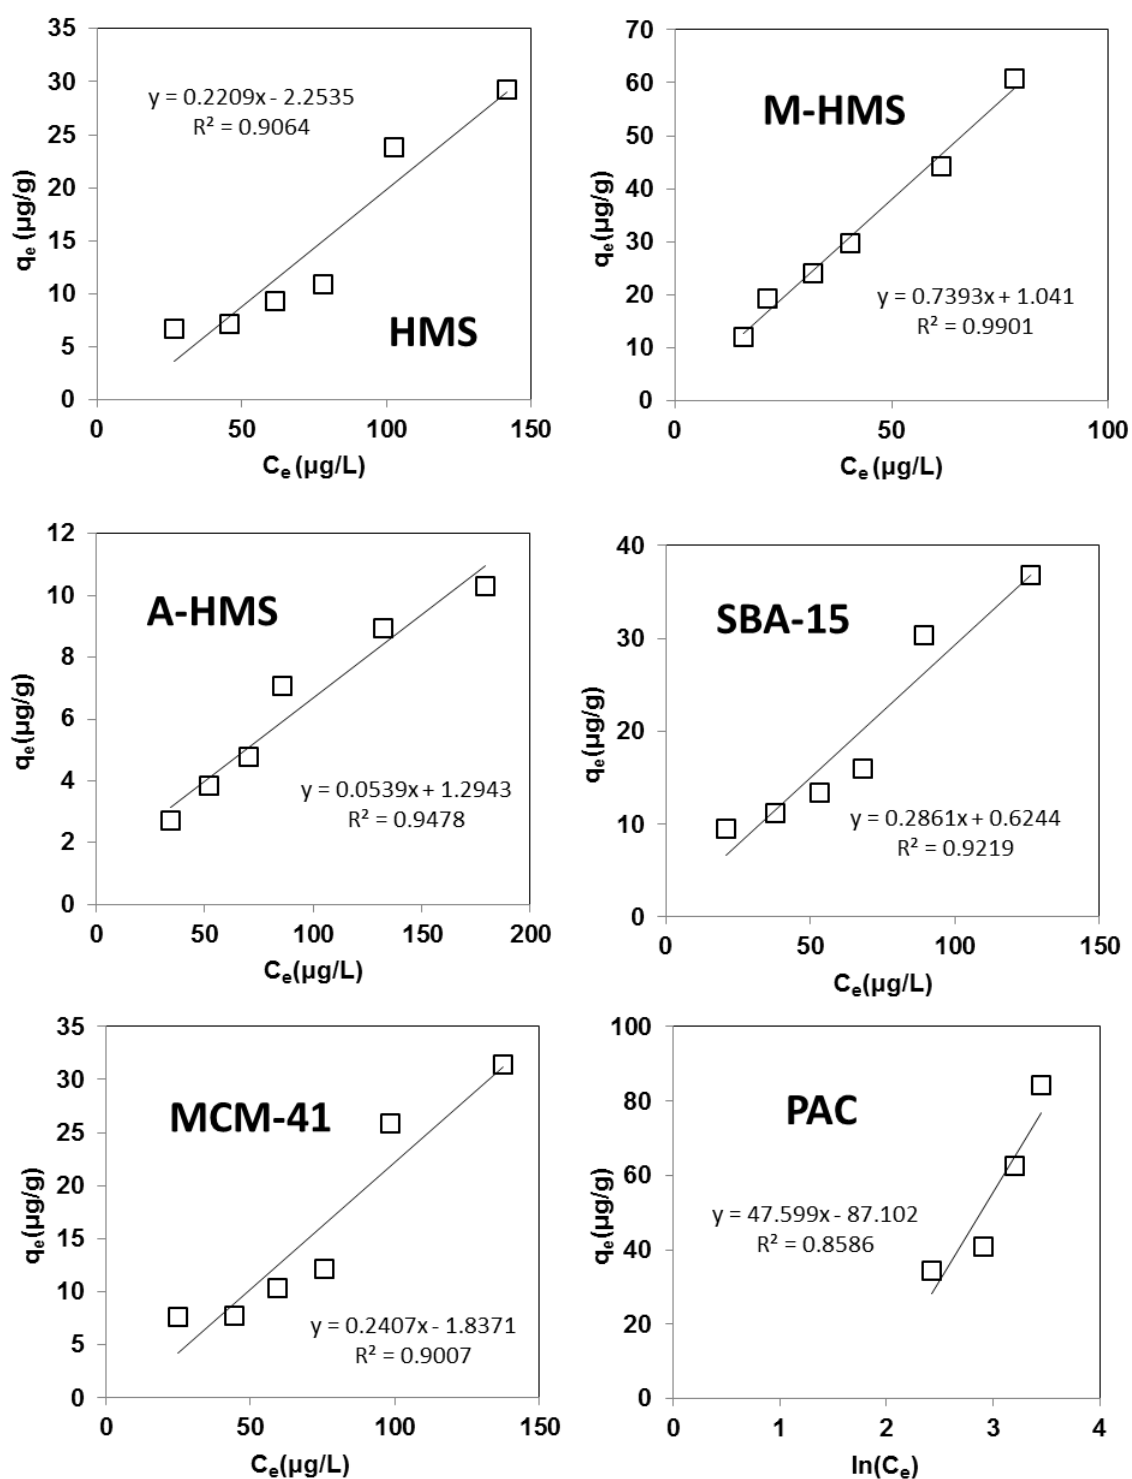 35
30
25
20
15
10
5
0
qe (µg/g)
y = 0.2209x - 2.2535
R² = 0.9064
HMS
0 50 100 150
Ce (µg/L)
70
60
50
40
30
20
10
0
qe(µg/g)
M-HMS
y = 0.7393x + 1.041
R² = 0.9901
0 50 100
Ce (µg/L)
12
10
8
6
4
2
0
qe(µg/g)
A-HMS
y = 0.0539x + 1.2943
R² = 0.9478
0 50 100 150 200
Ce(µg/L)
40
30
20
10
0
qe(µg/g)
SBA-15
y = 0.2861x + 0.6244
R² = 0.9219
0 50 100 150
Ce(µg/L)
35
30
25
20
15
10
5
0
qe(µg/g)
MCM-41
y = 0.2407x - 1.8371
R² = 0.9007
0 50 100 150
Ce(µg/L)
100
80
60
40
20
0
qe(µg/g)
PAC
y = 47.599x - 87.102
R² = 0.8586
0 1 2 3 4
ln(Ce)